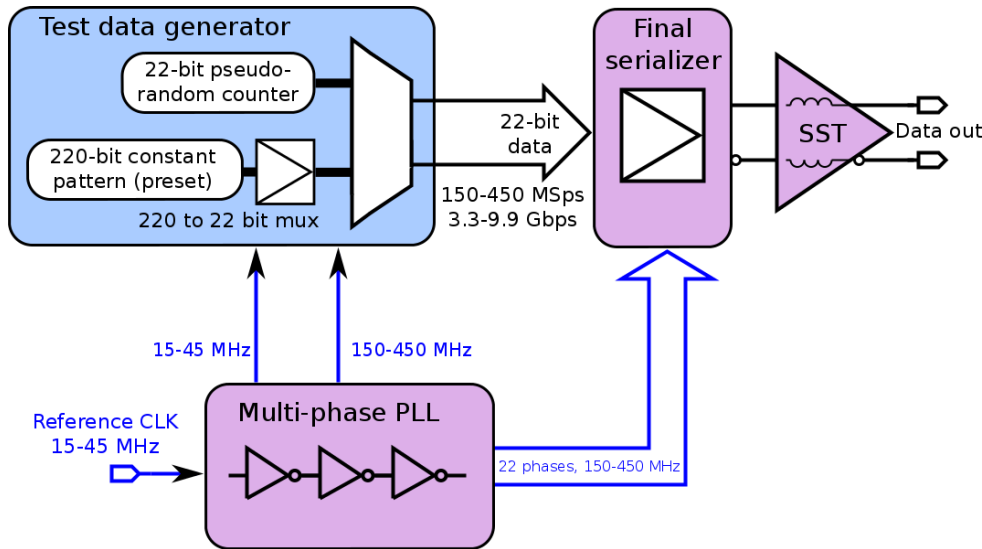 Test data generator
22-bit pseudo-
random counter
220-bit constant
pattern (preset)
220 to 22 bit mux
22-bit
data
150-450 MSps
3.3-9.9 Gbps
Final
serializer
SST
Data out
15-45 MHz
150-450 MHz
Multi-phase PLL
Reference CLK
15-45 MHz
22 phases, 150-450 MHz